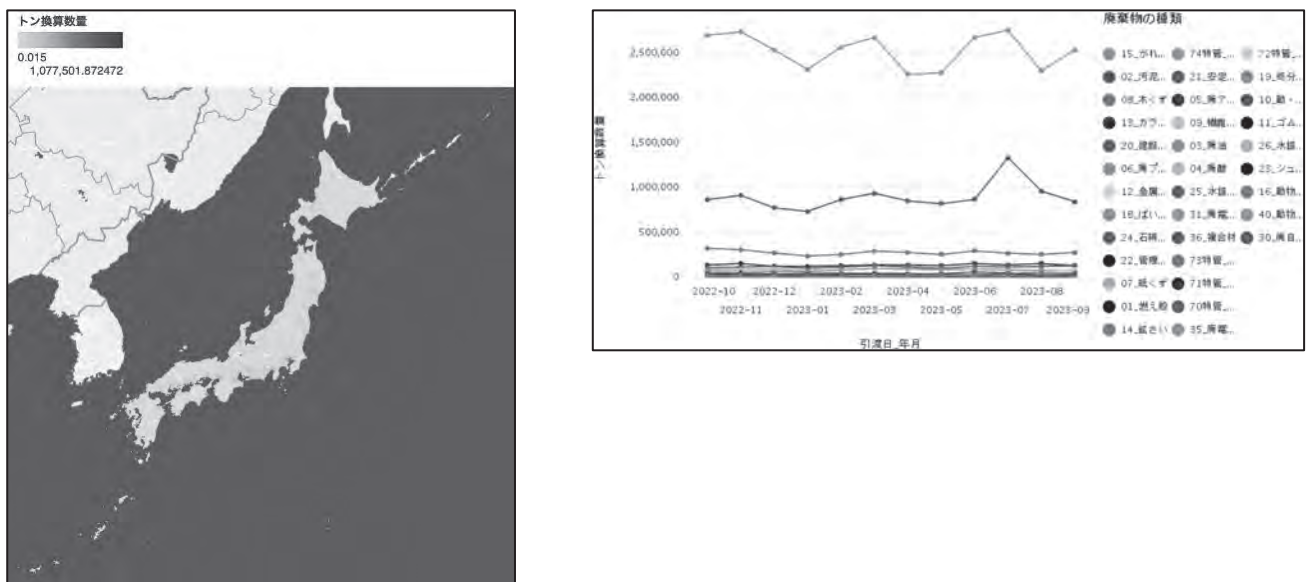 トン換算数量
0.015
1,077,501.872472
廃棄物の種類
2,500,000
2,000,000
1,500,000
1,000,000
500,000
0
トン換算数量
2022-10 2022-12 2023-02 2023-04 2023-06 2023-08
2022-11 2023-01 2023-03 2023-05 2023-07 2023-09
引渡日_年月
15_がれ... 74特管_... 72特管_...
02_汚泥... 21_安定... 19_処分...
08_木くず 05_廃ア... 10_動・...
13_ガラ... 09_繊維... 11_ゴム...
20_建設... 03_廃油 26_水銀...
06_廃プ... 04_廃酸 23_シュ...
12_金属... 25_水銀... 16_動物...
18_ばい... 31_廃電... 40_動物...
24_石綿... 36_複合材 30_廃自...
22_管理... 73特管_...
07_紙くず 71特管_...
01_燃え殻 70特管_...
14_鉱さい 35_廃電...